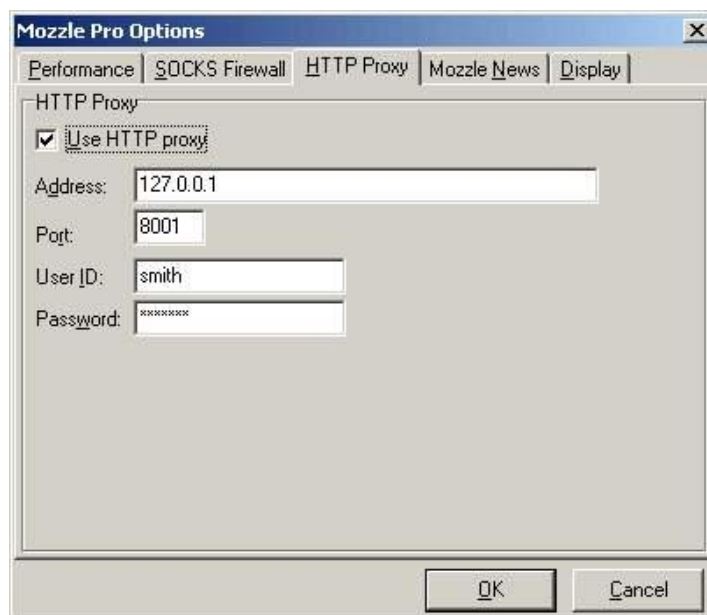 Mozzle Pro Options
Performance SOCKS Firewall HTTP Proxy Mozzle News Display
HTTP Proxy
Use HTTP proxy
Address: 127.0.0.1
Port: 8001
User ID: smith
Password: *******
OK Cancel